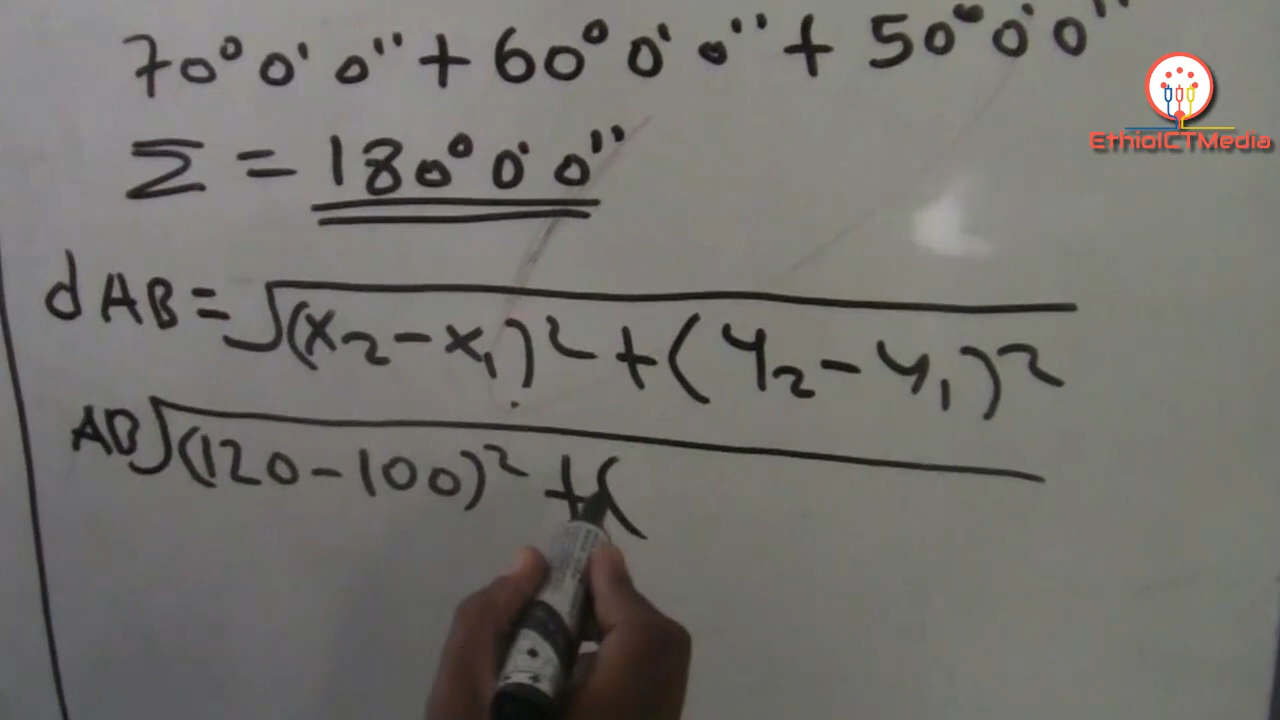 70°0'0" + 60°0'0" + 50°0'0"
EthioICTMedia
Σ = 180°0'0"
dAB = √(x₂ - x₁)² + (y₂ - y₁)²
AB √(120 - 100)² + (